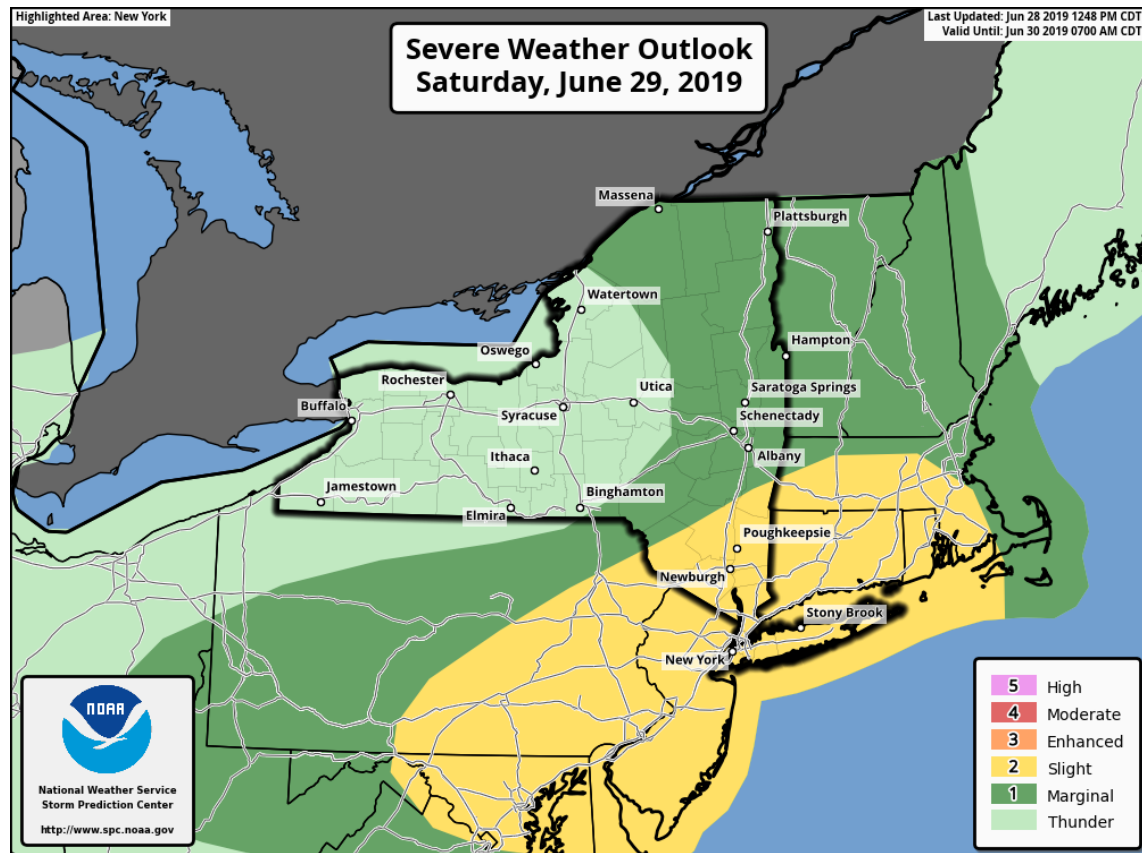 Highlighted Area: New York
Last Updated: Jun 28 2019 1248 PM CDT
Valid Until: Jun 30 2019 0700 AM CDT
Severe Weather Outlook
Saturday, June 29, 2019
Massena
Plattsburgh
Watertown
Hampton
Oswego
Rochester
Utica
Saratoga Springs
Buffalo
Syracuse
Schenectady
Albany
Ithaca
Jamestown
Binghamton
Elmira
Poughkeepsie
Newburgh
Stony Brook
New York
NOAA
National Weather Service
Storm Prediction Center
http://www.spc.noaa.gov
5 High
4 Moderate
3 Enhanced
2 Slight
1 Marginal
Thunder